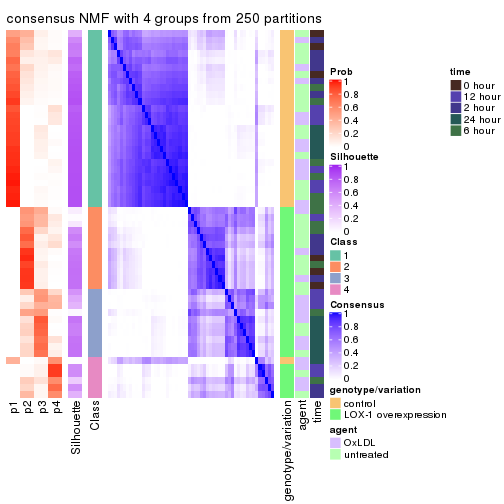 consensus NMF with 4 groups from 250 partitions
Prob
1
0.8
0.6
0.4
0.2
0
Silhouette
1
0.8
0.6
0.4
0.2
0
Class
1
2
3
4
Consensus
1
0.8
0.6
0.4
0.2
0
genotype/variation
control
LOX-1 overexpression
agent
OxLDL
untreated
time
0 hour
12 hour
2 hour
24 hour
6 hour
p1
p2
p3
p4
Silhouette
Class
genotype/variation
agent
time